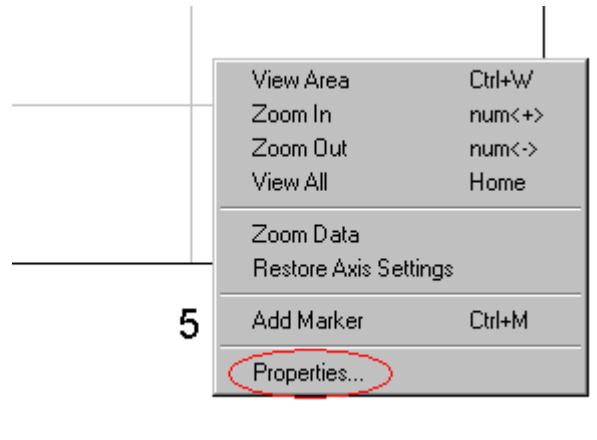 View Area Ctrl+W
Zoom In num<+>
Zoom Out num<->
View All Home
Zoom Data
Restore Axis Settings
5
Add Marker Ctrl+M
Properties...